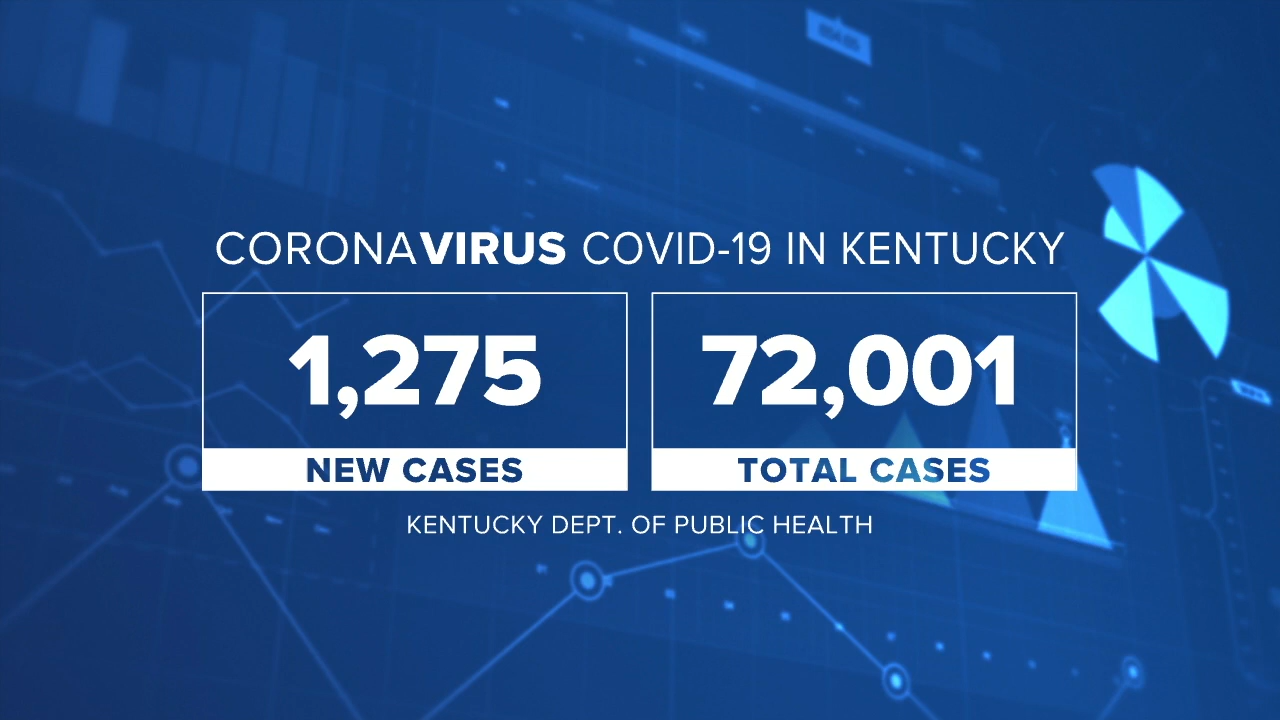 CORONAVIRUS COVID-19 IN KENTUCKY
1,275
NEW CASES
72,001
TOTAL CASES
KENTUCKY DEPT. OF PUBLIC HEALTH